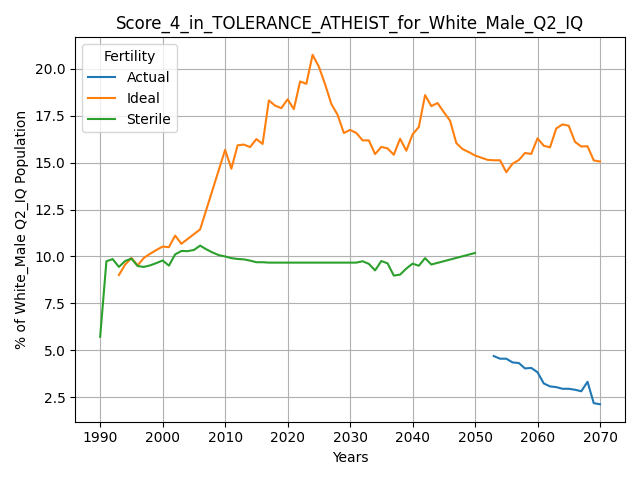 Score_4_in_TOLERANCE_ATHEIST_for_White_Male_Q2_IQ
Fertility
Actual
Ideal
Sterile
% of White_Male Q2_IQ Population
20.0
17.5
15.0
12.5
10.0
7.5
5.0
2.5
1990 2000 2010 2020 2030 2040 2050 2060 2070
Years